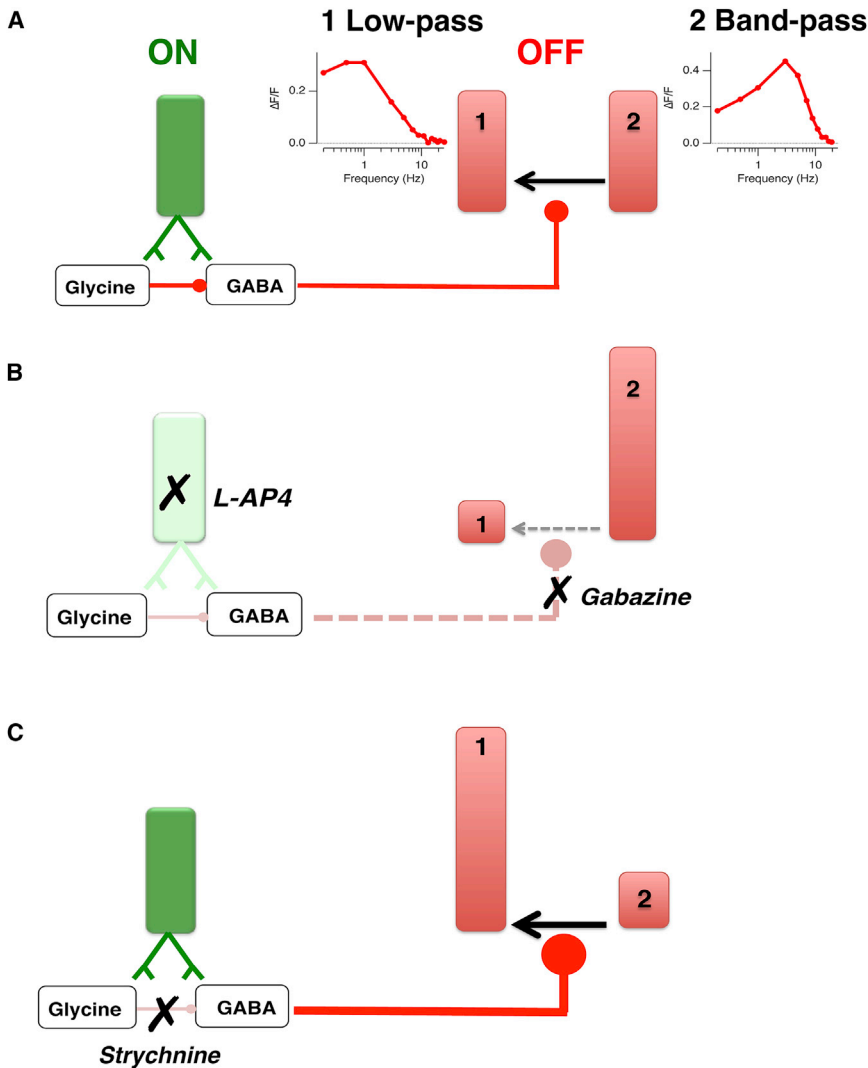 A
1 Low-pass
2 Band-pass
ON
OFF
ΔF/F
0.2
0.0
1
10
Frequency (Hz)
1
2
ΔF/F
0.4
0.2
0.0
1
10
Frequency (Hz)
Glycine
GABA
B
2
✗
L-AP4
1
✗
Gabazine
Glycine
GABA
C
1
2
Glycine
✗
GABA
Strychnine